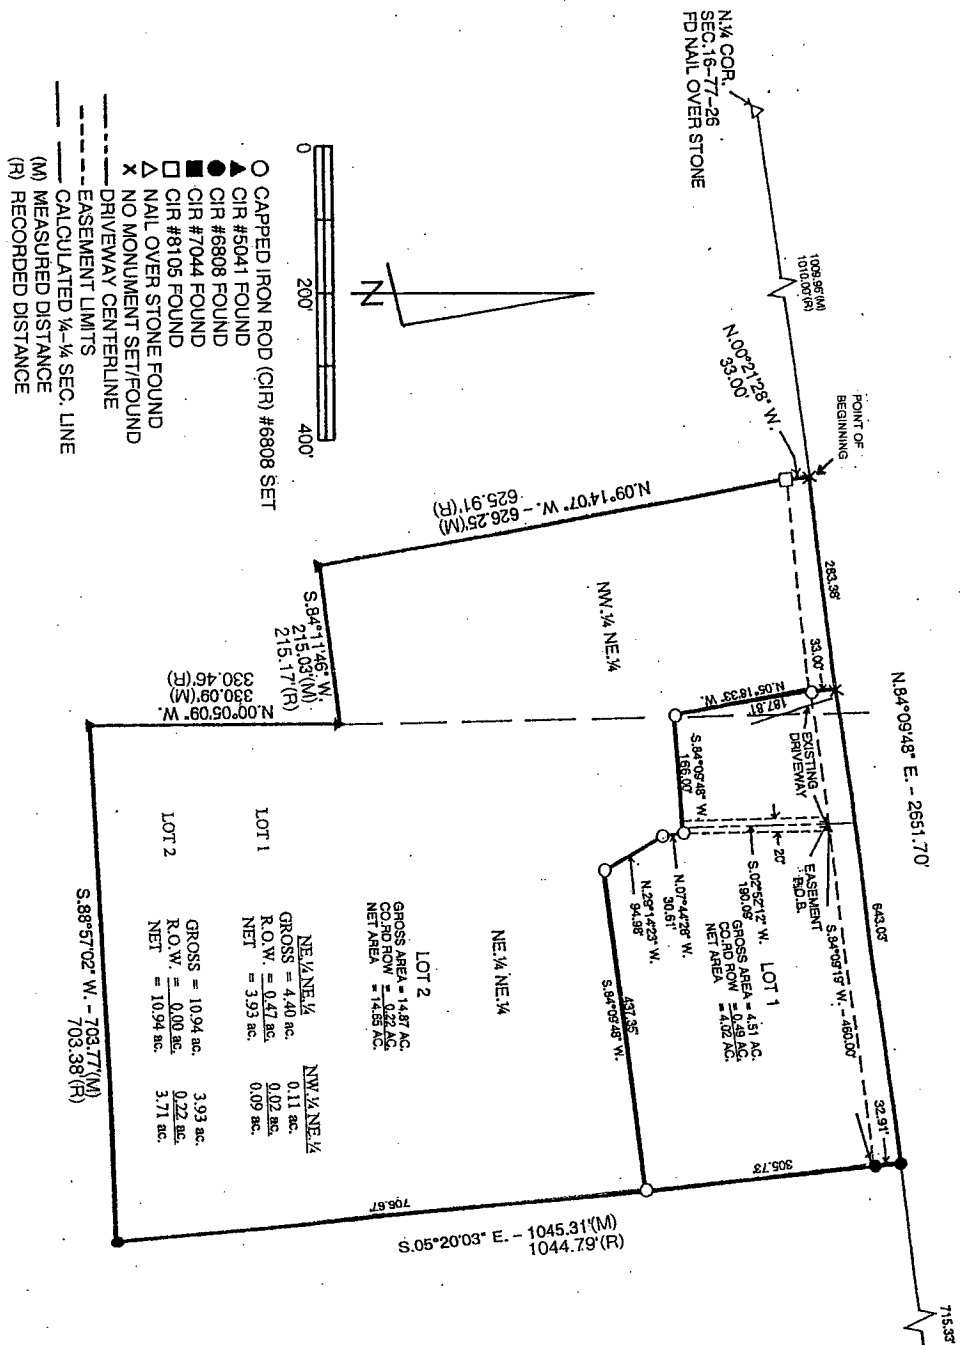 N.¼ COR.
SEC.16-77-26
FD NAIL OVER STONE
1009.96'(M)
1010.00'(R)
N.00°21'28" W.
33.00'
POINT OF
BEGINNING
283.38'
N.84°09'48" E. - 2651.70'
643.03'
715.33'
33.00'
32.91'
N.09°14'07" W. - 626.25'(M)
625.91'(R)
NW.¼ NE.¼
N.05°18'33" W.
187.81'
EXISTING
DRIVEWAY
EASEMENT
P.O.B.
S.84°09'19" W. - 460.00'
S.84°09'48" W.
166.00'
20'
S.02°52'12" W.
190.09'
N.07°44'28" W.
30.61'
N.29°14'23" W.
94.98'
LOT 1
GROSS AREA = 4.51 AC.
CO.RD ROW = 0.49 AC.
NET AREA = 4.02 AC.
437.35'
S.84°09'48" W.
305.73'
S.84°11'46" W.
215.03'(M)
215.17'(R)
N.00°05'09" W.
330.09'(M)
330.46'(R)
NE.¼ NE.¼
LOT 2
GROSS AREA = 14.87 AC.
CO.RD ROW = 0.22 AC.
NET AREA = 14.65 AC.
NE.¼ NE.¼ NW.¼ NE.¼
LOT 1 GROSS = 4.40 ac. 0.11 ac.
R.O.W. = 0.47 ac. 0.02 ac.
NET = 3.93 ac. 0.09 ac.
LOT 2 GROSS = 10.94 ac. 3.93 ac.
R.O.W. = 0.00 ac. 0.22 ac.
NET = 10.94 ac. 3.71 ac.
706.67'
S.05°20'03" E. - 1045.31'(M)
1044.79'(R)
S.88°57'02" W. - 703.77'(M)
703.38'(R)
N
0 200' 400'
CAPPED IRON ROD (CIR) #6808 SET
CIR #5041 FOUND
CIR #6808 FOUND
CIR #7044 FOUND
CIR #8105 FOUND
NAIL OVER STONE FOUND
X NO MONUMENT SET/FOUND
DRIVEWAY CENTERLINE
EASEMENT LIMITS
CALCULATED ¼-¼ SEC. LINE
(M) MEASURED DISTANCE
(R) RECORDED DISTANCE